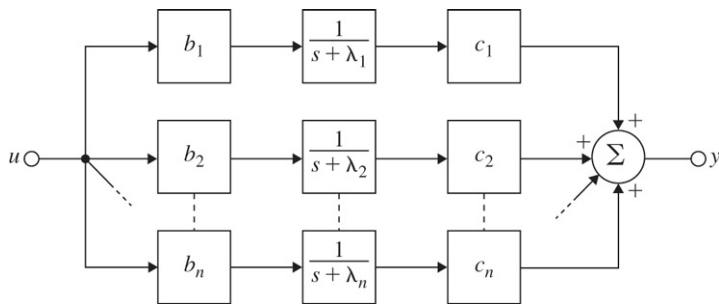 b₁ 1/(s + λ₁) c₁
+
u b₂ 1/(s + λ₂) c₂ + Σ y
+
bₙ 1/(s + λₙ) cₙ